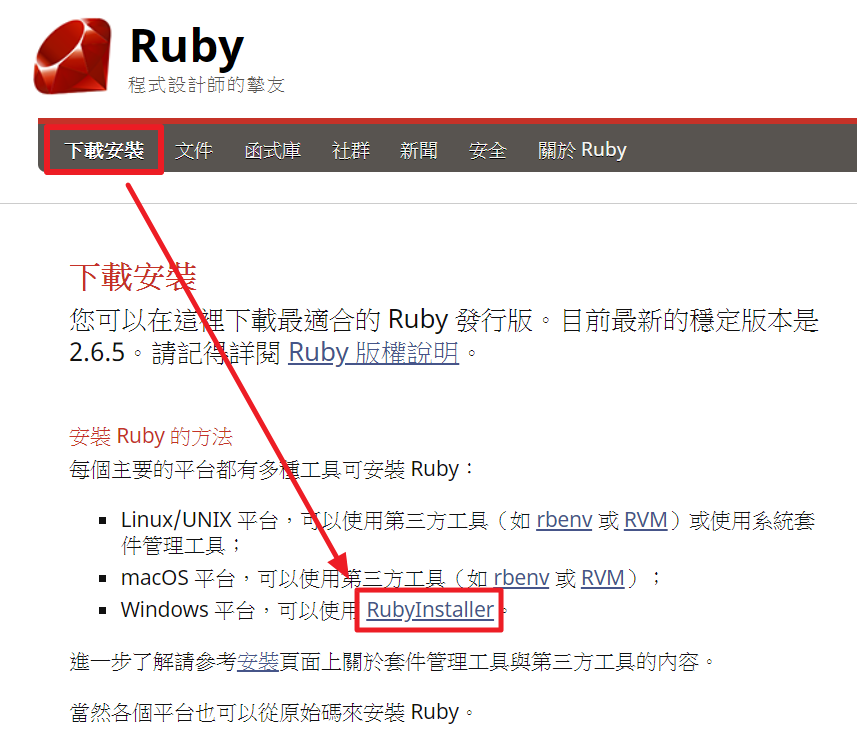 Ruby
程式設計師的摯友
下載安裝 文件 函式庫 社群 新聞 安全 關於 Ruby
下載安裝
您可以在這裡下載最適合的 Ruby 發行版。目前最新的穩定版本是
2.6.5。請記得詳閱 Ruby 版權說明。
安裝 Ruby 的方法
每個主要的平台都有多種工具可安裝 Ruby：
▪ Linux/UNIX 平台，可以使用第三方工具（如 rbenv 或 RVM）或使用系統套
件管理工具；
▪ macOS 平台，可以使用第三方工具（如 rbenv 或 RVM）；
▪ Windows 平台，可以使用 RubyInstaller。
進一步了解請參考安裝頁面上關於套件管理工具與第三方工具的內容。
當然各個平台也可以從原始碼來安裝 Ruby。